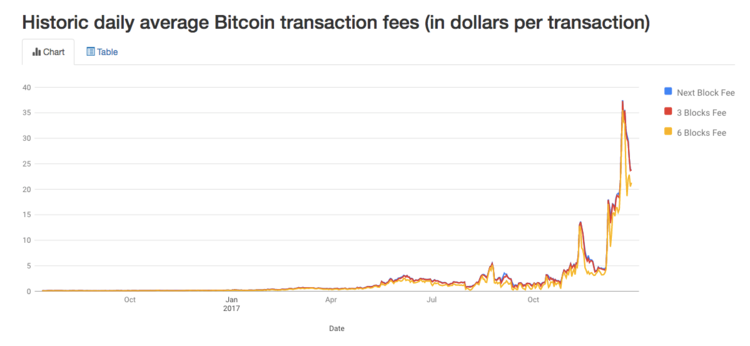 Historic daily average Bitcoin transaction fees (in dollars per transaction)
Chart
Table
40
35
30
25
20
15
10
5
0
Oct
Jan
2017
Apr
Jul
Oct
Date
Next Block Fee
3 Blocks Fee
6 Blocks Fee